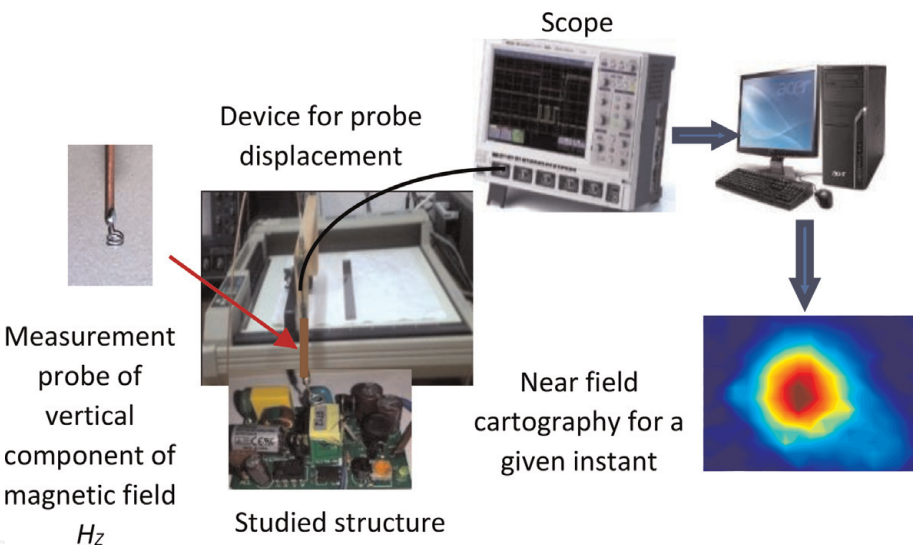 Scope
Device for probe
displacement
acer
Measurement
probe of
vertical
component of
magnetic field
Hz
Near field
cartography for a
given instant
Studied structure